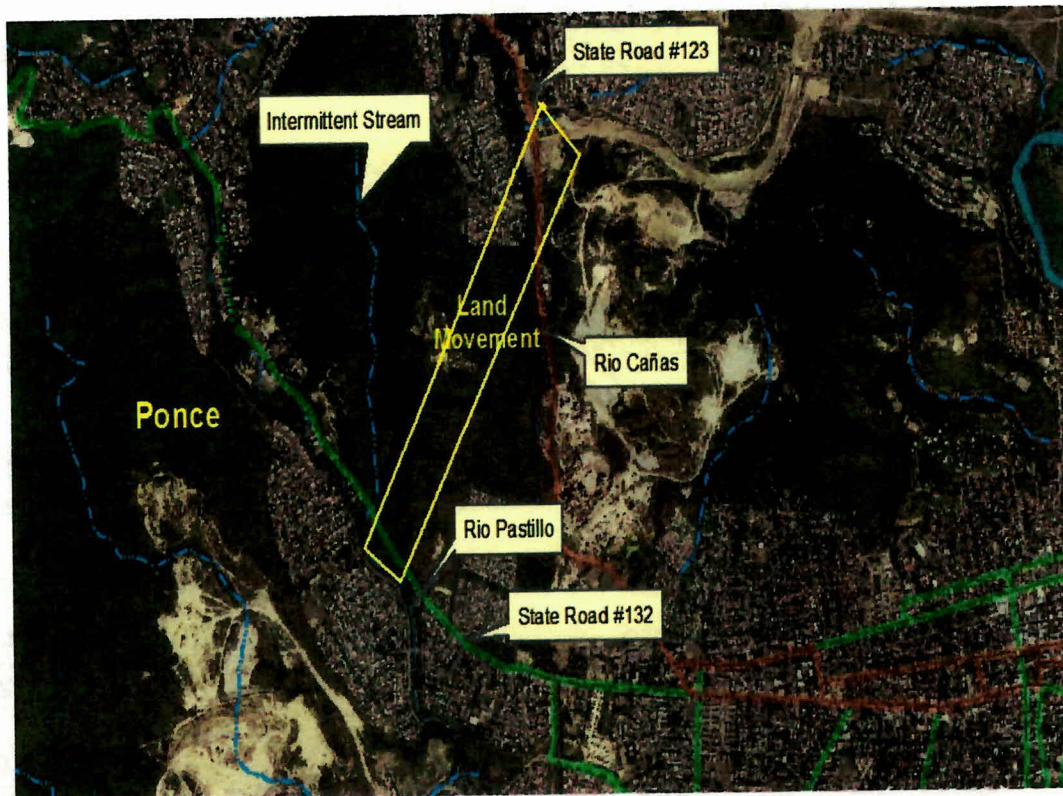 State Road #123
Intermittent Stream
Land
Movement
Rio Cañas
Ponce
Rio Pastillo
State Road #132